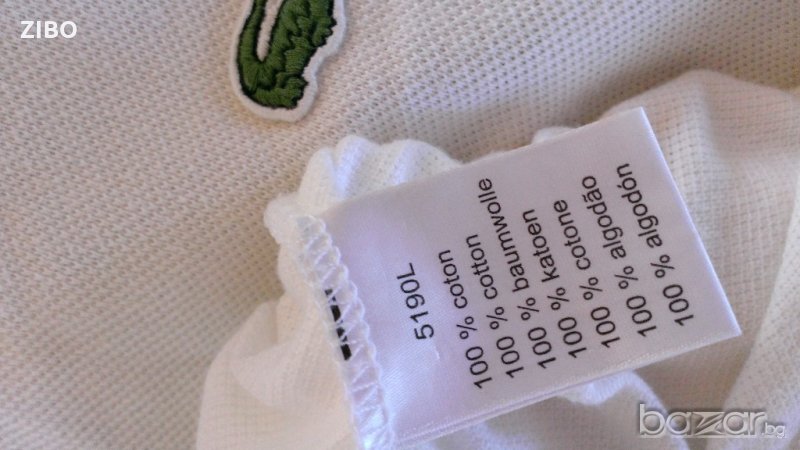 ZIBO
5190L
100 % coton
100 % cotton
100 % baumwolle
100 % katoen
100 % cotone
100 % algodão
100 % algodón
bazar.bg